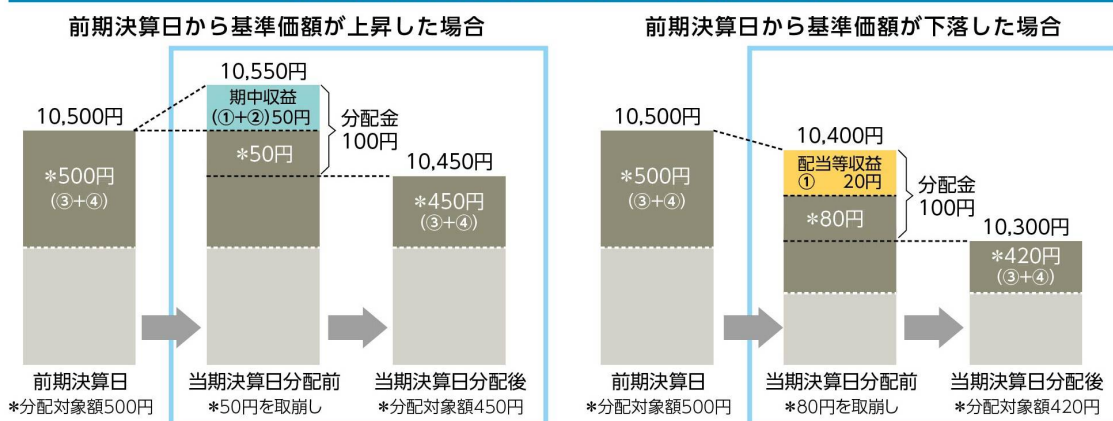 前期決算日から基準価額が上昇した場合
10,500円
*500円
(③+④)
10,550円
期中収益
(①+②)50円
*50円
分配金
100円
10,450円
*450円
(③+④)
前期決算日
*分配対象額500円
当期決算日分配前
*50円を取崩し
当期決算日分配後
*分配対象額450円
前期決算日から基準価額が下落した場合
10,500円
*500円
(③+④)
10,400円
配当等収益
① 20円
*80円
分配金
100円
10,300円
*420円
(③+④)
前期決算日
*分配対象額500円
当期決算日分配前
*80円を取崩し
当期決算日分配後
*分配対象額420円